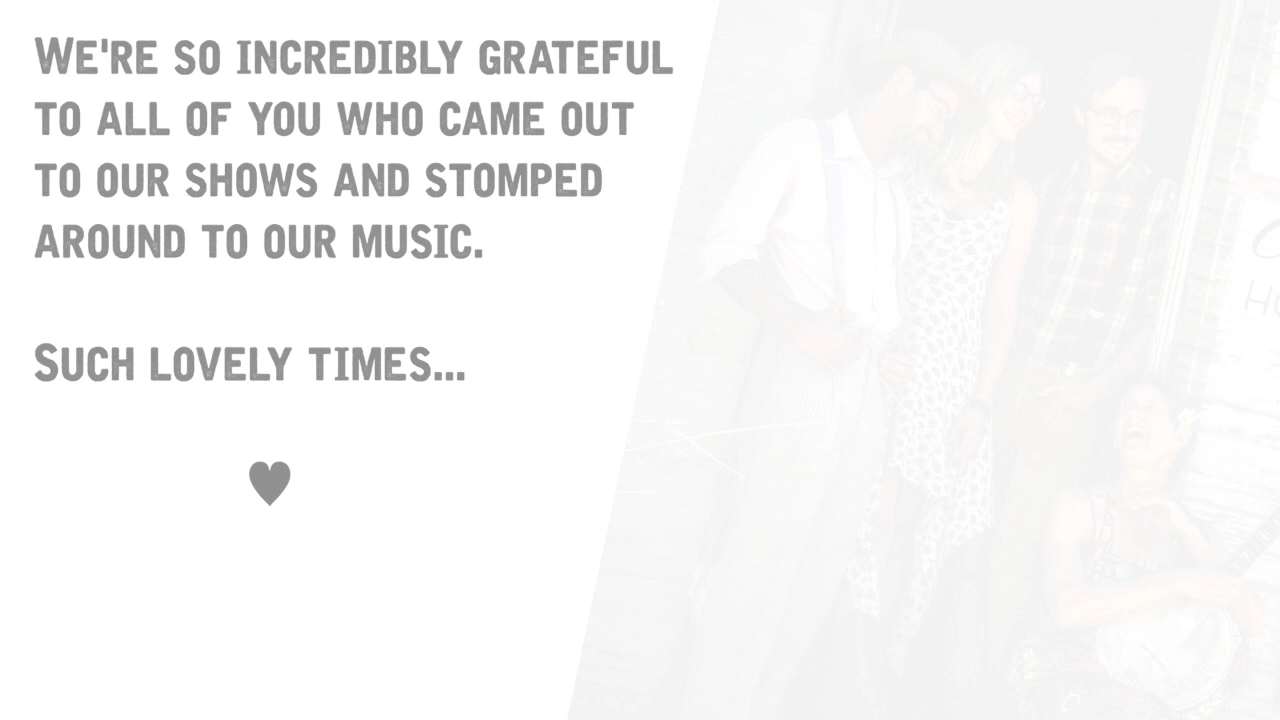 We're so incredibly grateful
to all of you who came out
to our shows and stomped
around to our music.
Such lovely times...
♥